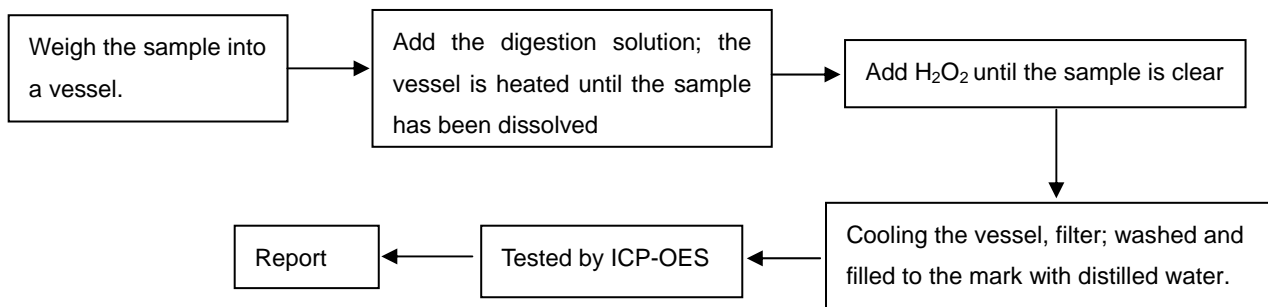 Weigh the sample into
a vessel.
Add the digestion solution; the
vessel is heated until the sample
has been dissolved
Add H₂O₂ until the sample is clear
Cooling the vessel, filter; washed and
filled to the mark with distilled water.
Tested by ICP-OES
Report